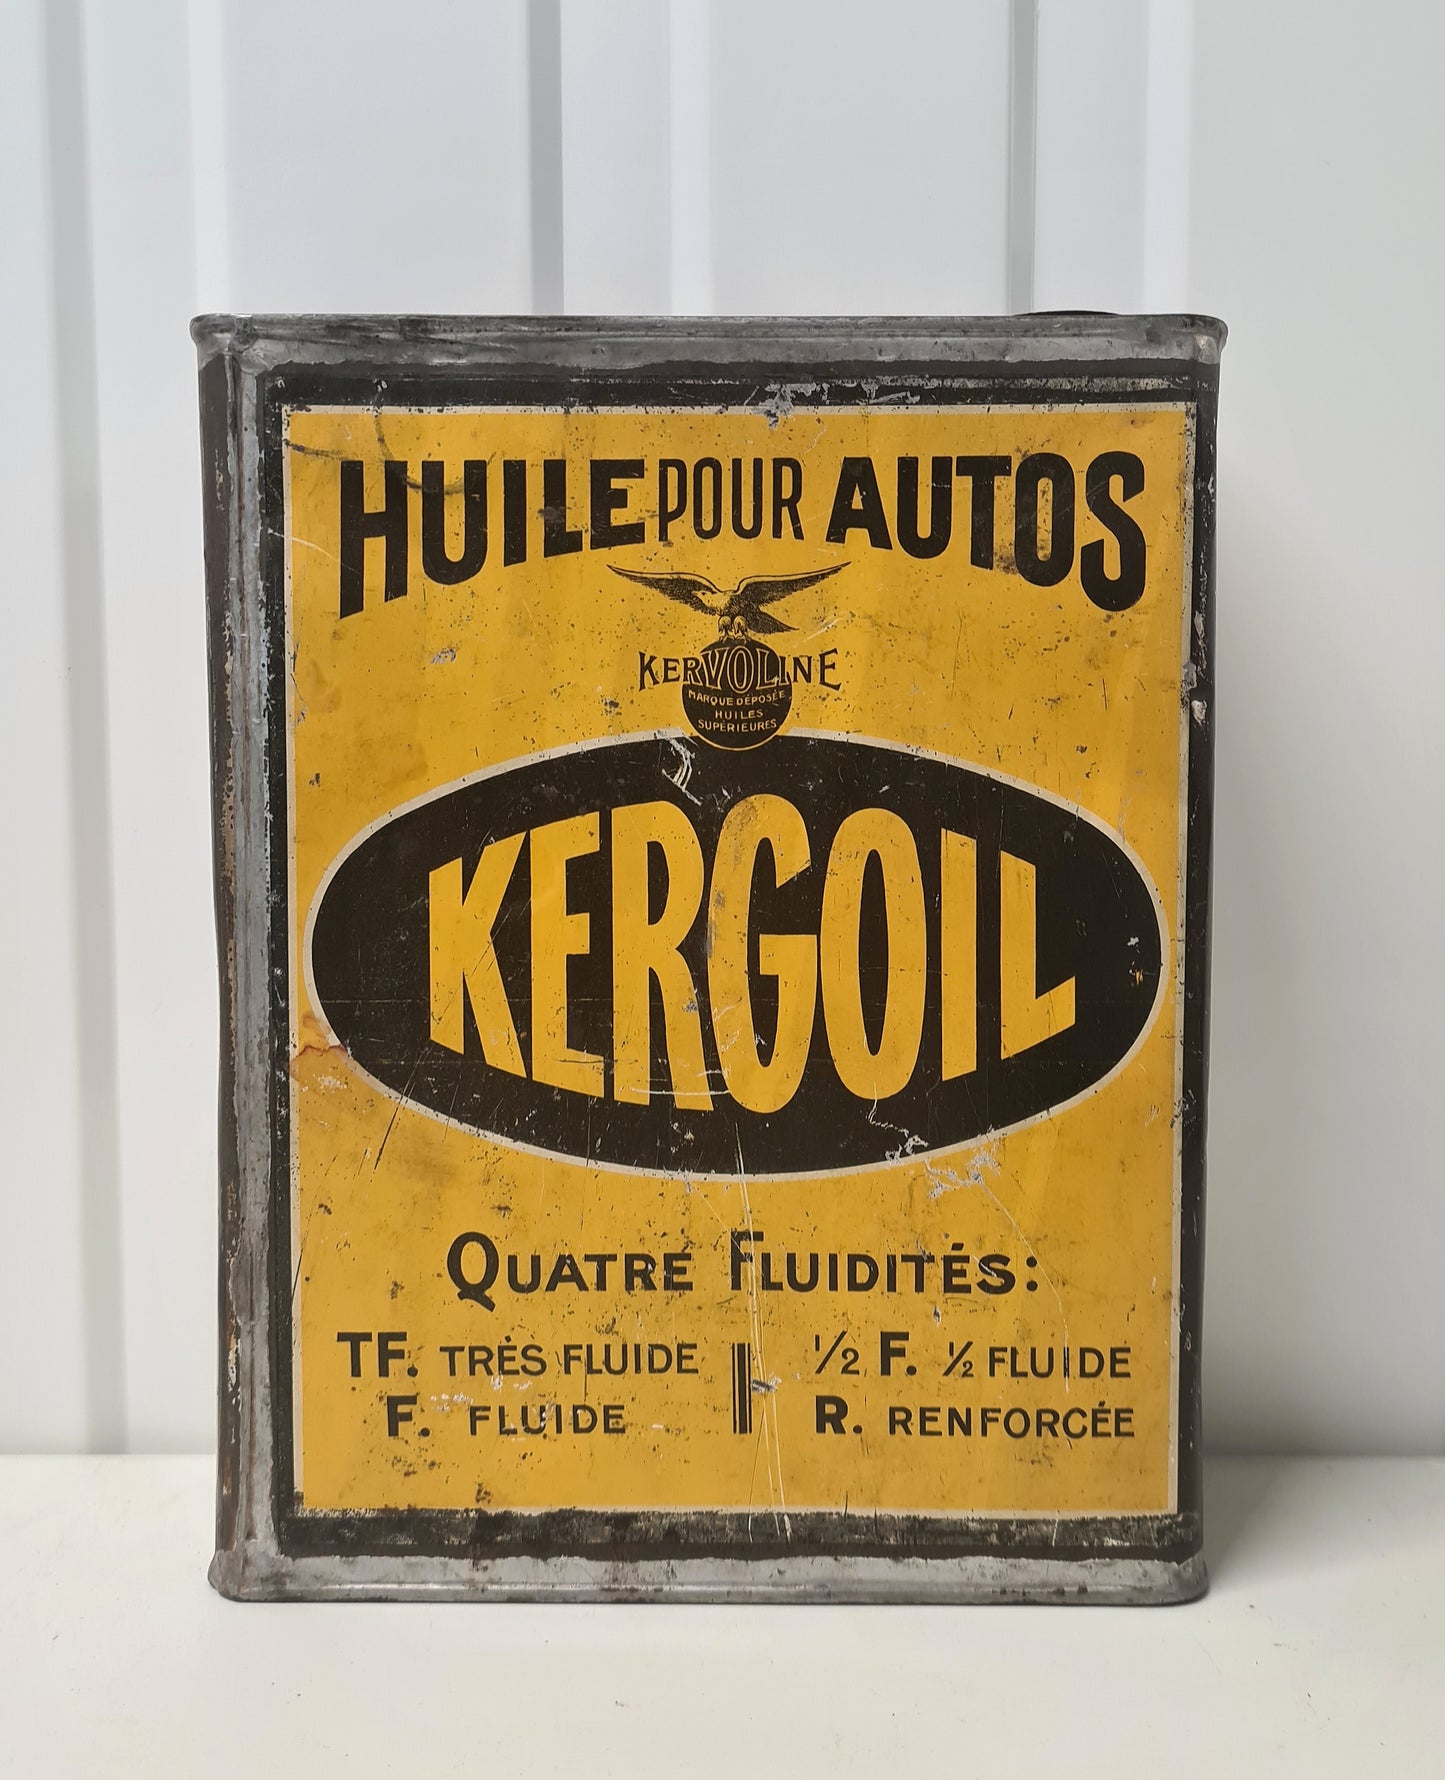 HUILE POUR AUTOS
KERVOLINE
MARQUE DÉPOSÉE
HUILES
SUPÉRIEURES
KERGOIL
QUATRE FLUIDITÉS:
TF. TRÈS FLUIDE
F. FLUIDE
½ F. ½ FLUIDE
R. RENFORCÉE